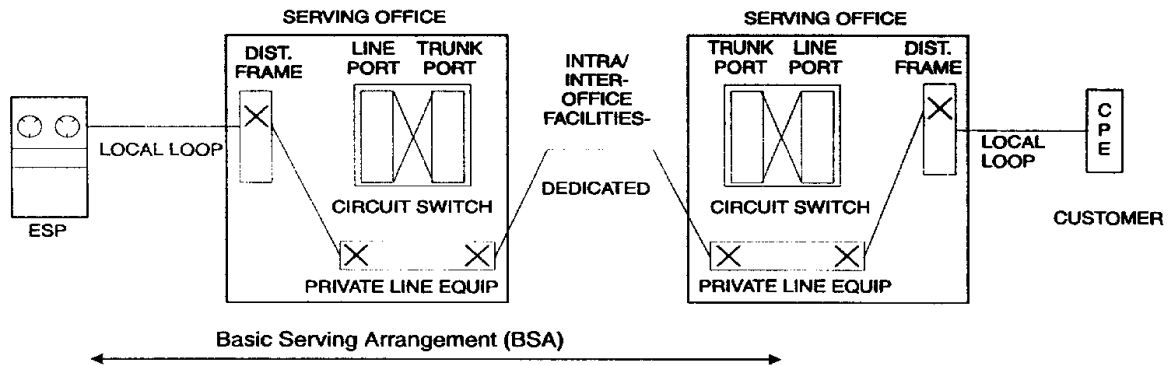 SERVING OFFICE
DIST.
FRAME
LINE
PORT
TRUNK
PORT
CIRCUIT SWITCH
PRIVATE LINE EQUIP
ESP
LOCAL LOOP
INTRA/
INTER-
OFFICE
FACILITIES-
DEDICATED
SERVING OFFICE
TRUNK
PORT
LINE
PORT
DIST.
FRAME
CIRCUIT SWITCH
PRIVATE LINE EQUIP
LOCAL
LOOP
C
P
E
CUSTOMER
Basic Serving Arrangement (BSA)